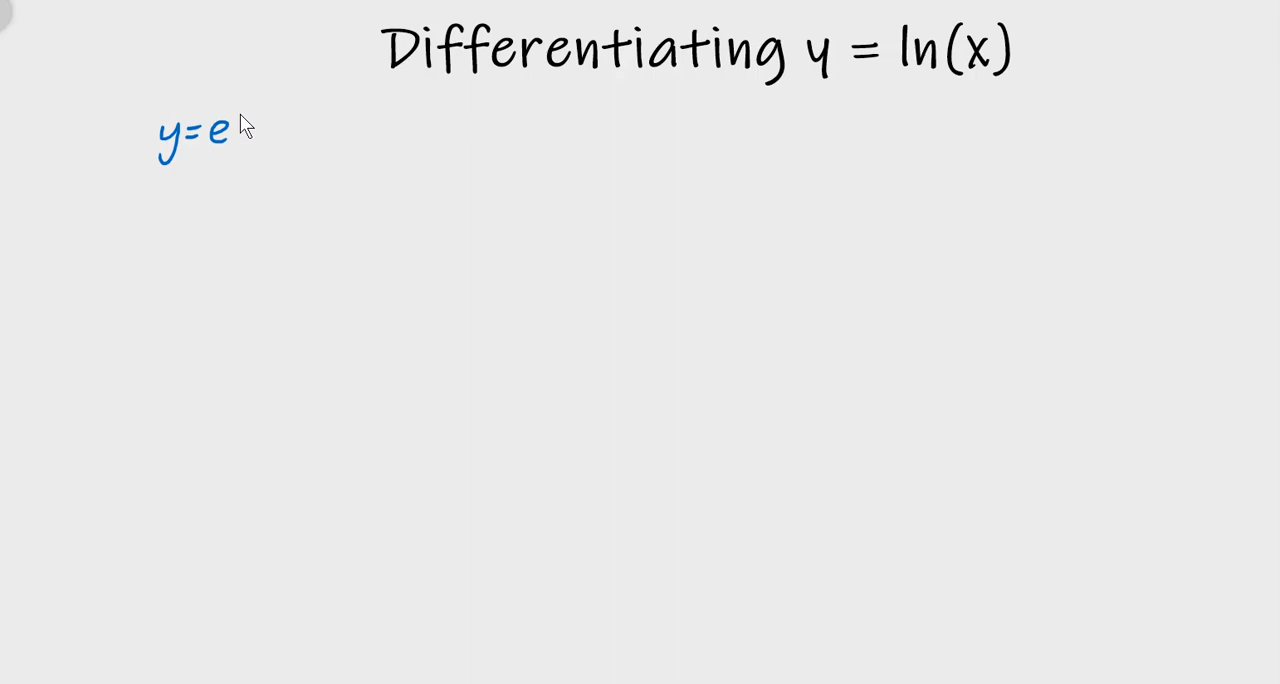 Differentiating y = ln(x)
y=e